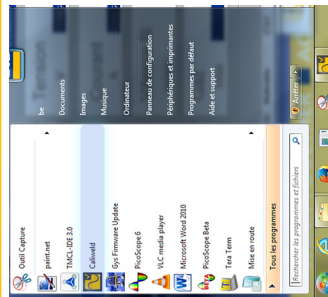 Outil Capture
paint.net
TMCL-IDE 3.0
Caliweld
gps Firmware Update
PicoScope 6
VLC media player
Microsoft Word 2010
PicoScope Beta
Tera Term
Mise en route
Tous les programmes
Rechercher les programmes et fichiers
be
Documents
Images
Musique
Ordinateur
Panneau de configuration
Périphériques et imprimantes
Programmes par défaut
Aide et support
Arrêter